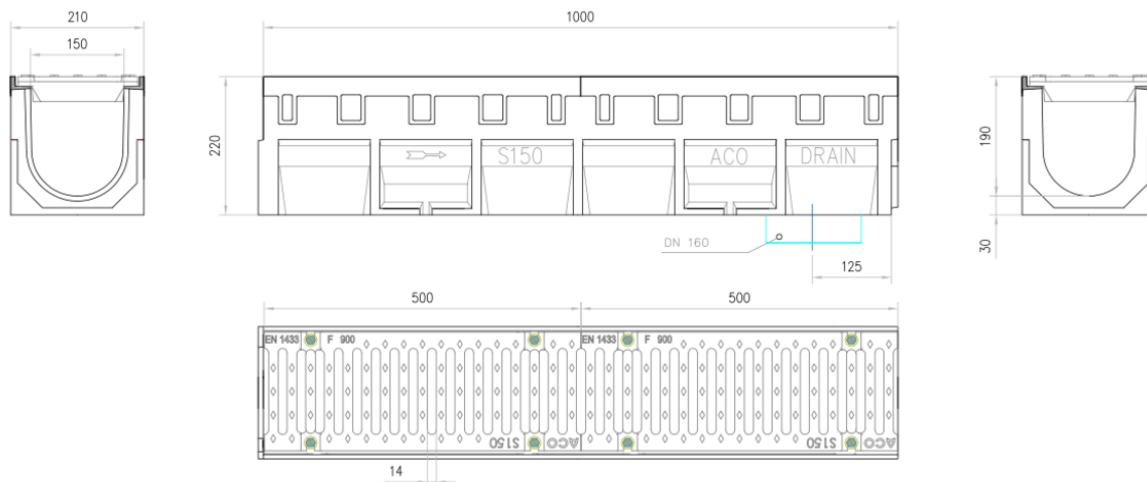 210
150
1000
220
S150
ACO
DRAIN
190
30
DN 160
125
500
500
EN 1433
F 900
EN 1433
F 900
S150
ACO
S150
ACO
14